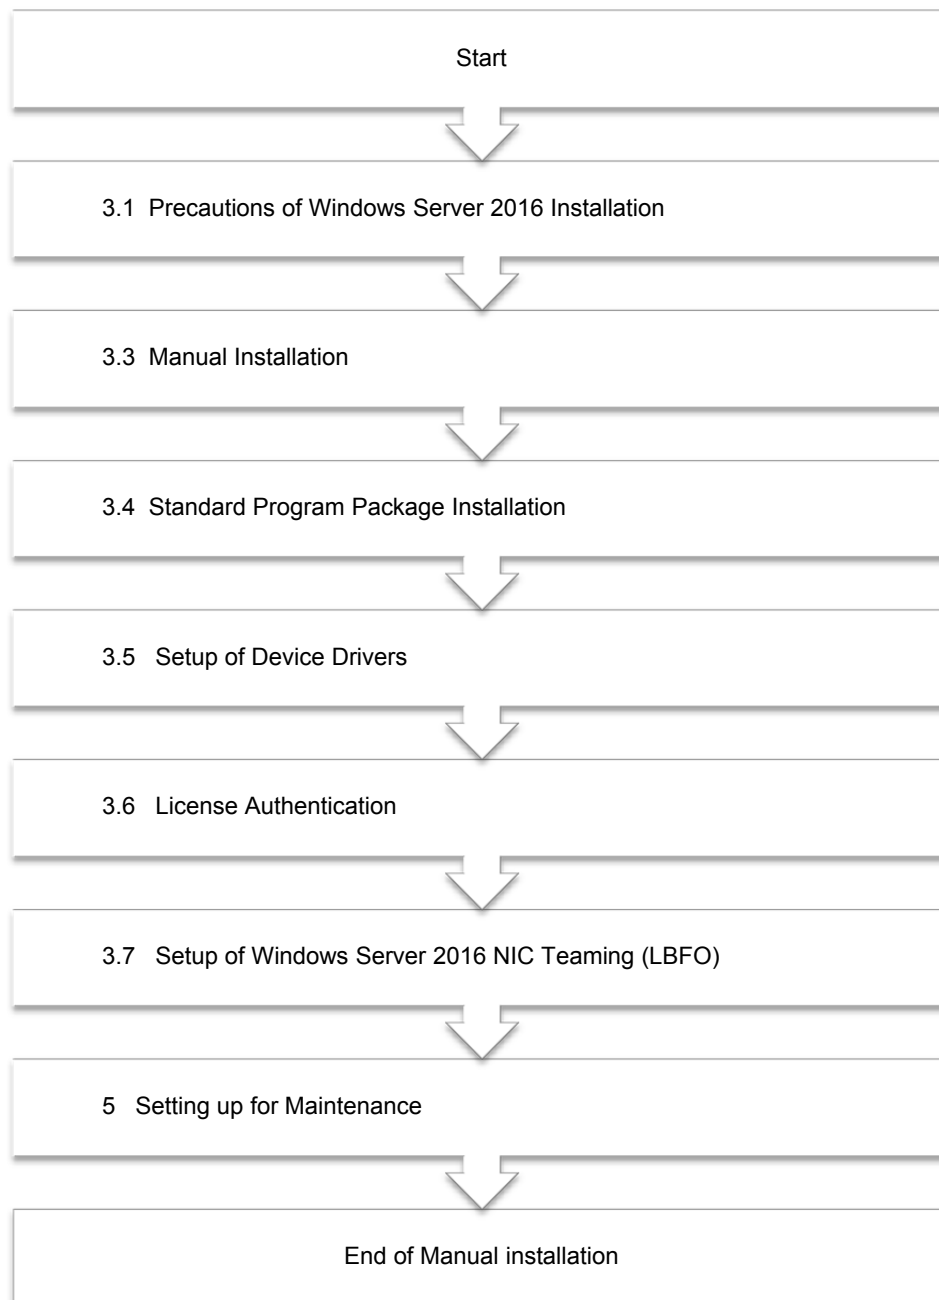 Start
3.1 Precautions of Windows Server 2016 Installation
3.3 Manual Installation
3.4 Standard Program Package Installation
3.5 Setup of Device Drivers
3.6 License Authentication
3.7 Setup of Windows Server 2016 NIC Teaming (LBFO)
5 Setting up for Maintenance
End of Manual installation